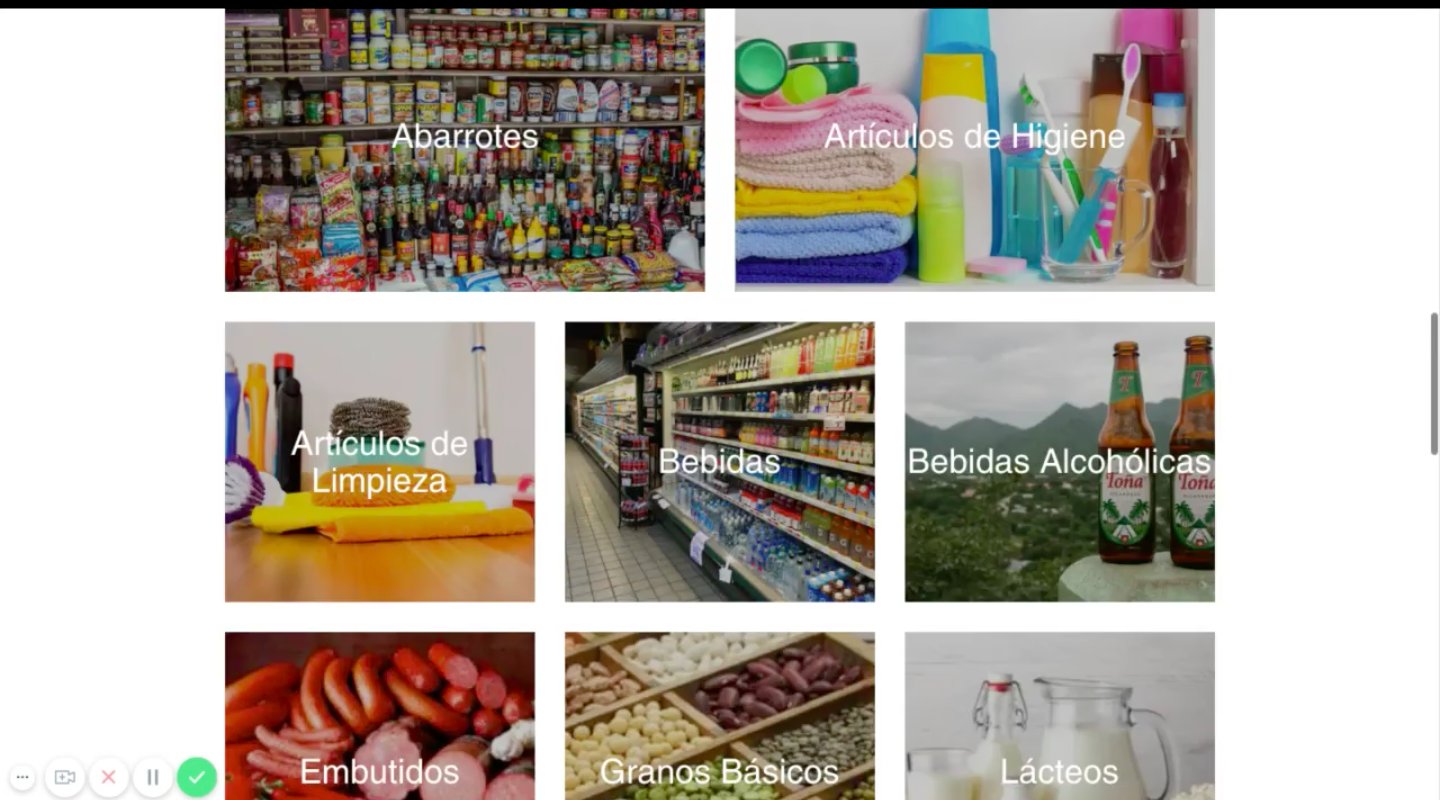 Abarrotes
Artículos de Higiene
Artículos de
Limpieza
Bebidas
Bebidas Alcohólicas
Toña
Toña
Embutidos
Granos Básicos
Lácteos